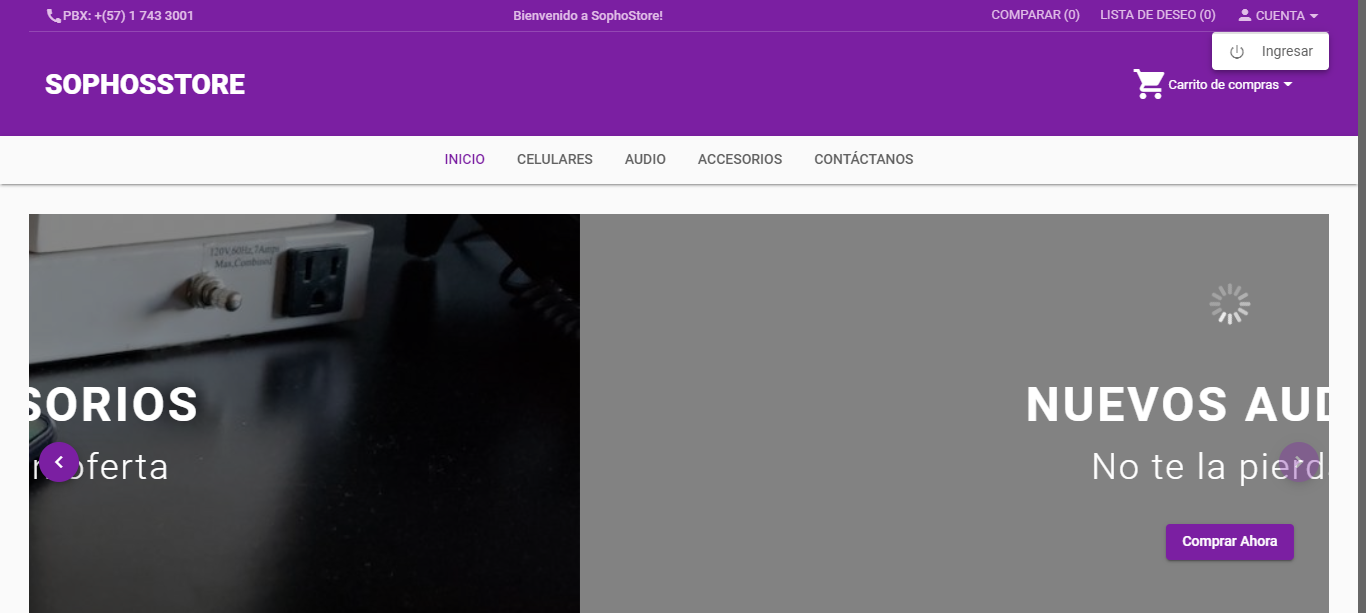 PBX: +(57) 1 743 3001
Bienvenido a SophoStore!
COMPARAR (0)
LISTA DE DESEO (0)
CUENTA
Ingresar
SOPHOSSTORE
Carrito de compras
INICIO
CELULARES
AUDIO
ACCESORIOS
CONTÁCTANOS
120V,60Hz,7Amps
Max,Combined
SORIOS
oferta
NUEVOS AUD
No te la pierd
Comprar Ahora